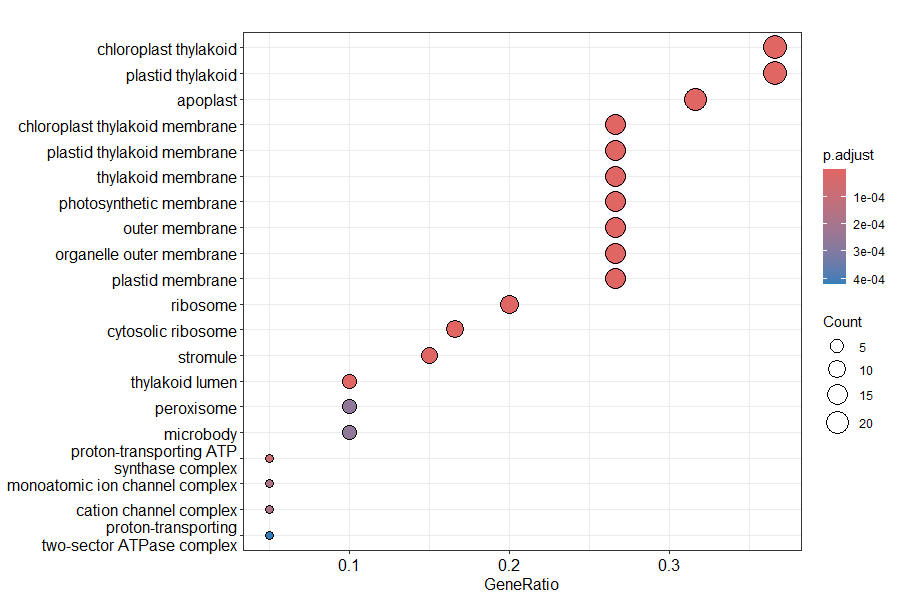 chloroplast thylakoid
plastid thylakoid
apoplast
chloroplast thylakoid membrane
plastid thylakoid membrane
thylakoid membrane
photosynthetic membrane
outer membrane
organelle outer membrane
plastid membrane
ribosome
cytosolic ribosome
stromule
thylakoid lumen
peroxisome
microbody
proton-transporting ATP
synthase complex
monoatomic ion channel complex
cation channel complex
proton-transporting
two-sector ATPase complex
0.1 0.2 0.3
GeneRatio
p.adjust
1e-04
2e-04
3e-04
4e-04
Count
5
10
15
20